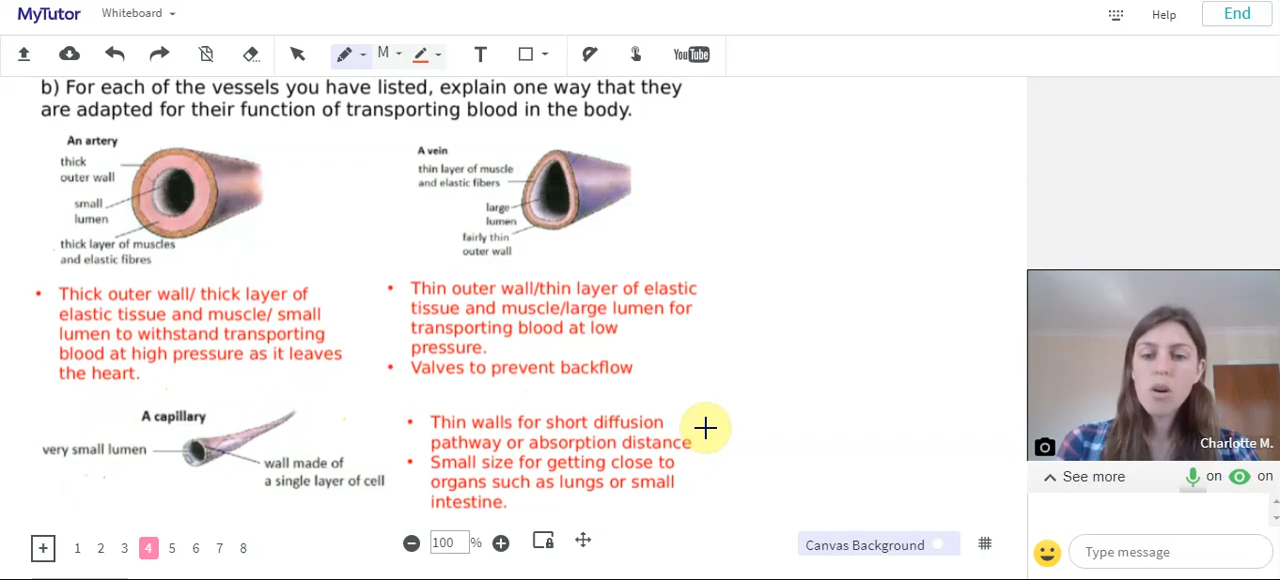 MyTutor
Whiteboard
Help
End
M
T
YouTube
b) For each of the vessels you have listed, explain one way that they
are adapted for their function of transporting blood in the body.
An artery
thick
outer wall
small
lumen
thick layer of muscles
and elastic fibres
A vein
thin layer of muscle
and elastic fibers
large
lumen
fairly thin
outer wall
• Thick outer wall/ thick layer of
elastic tissue and muscle/ small
lumen to withstand transporting
blood at high pressure as it leaves
the heart.
• Thin outer wall/thin layer of elastic
tissue and muscle/large lumen for
transporting blood at low
pressure.
• Valves to prevent backflow
A capillary
very small lumen
wall made of
a single layer of cell
• Thin walls for short diffusion
pathway or absorption distance
• Small size for getting close to
organs such as lungs or small
intestine.
Charlotte M.
See more
on
on
+ 1 2 3 4 5 6 7 8
100 %
Canvas Background
Type message